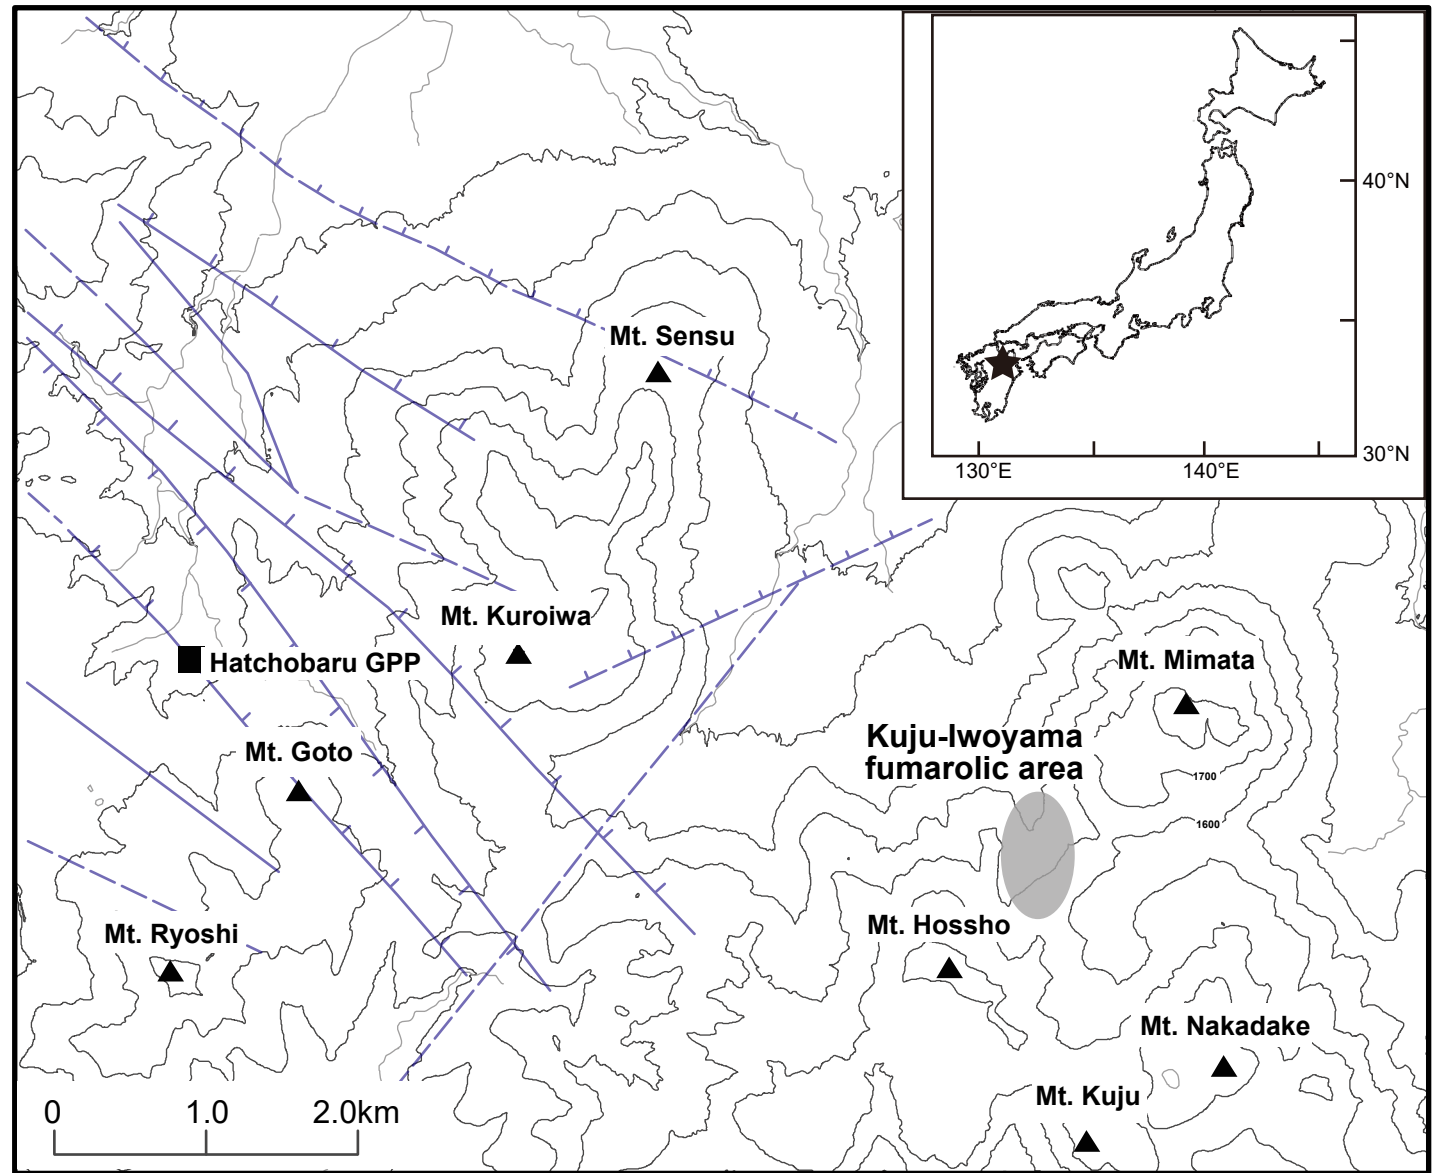 40°N
30°N
130°E
140°E
Mt. Sensu
Mt. Kuroiwa
Hatchobaru GPP
Mt. Mimata
Kuju-Iwoyama
fumarolic area
Mt. Goto
1700
1600
Mt. Hossho
Mt. Ryoshi
Mt. Nakadake
Mt. Kuju
0 1.0 2.0km